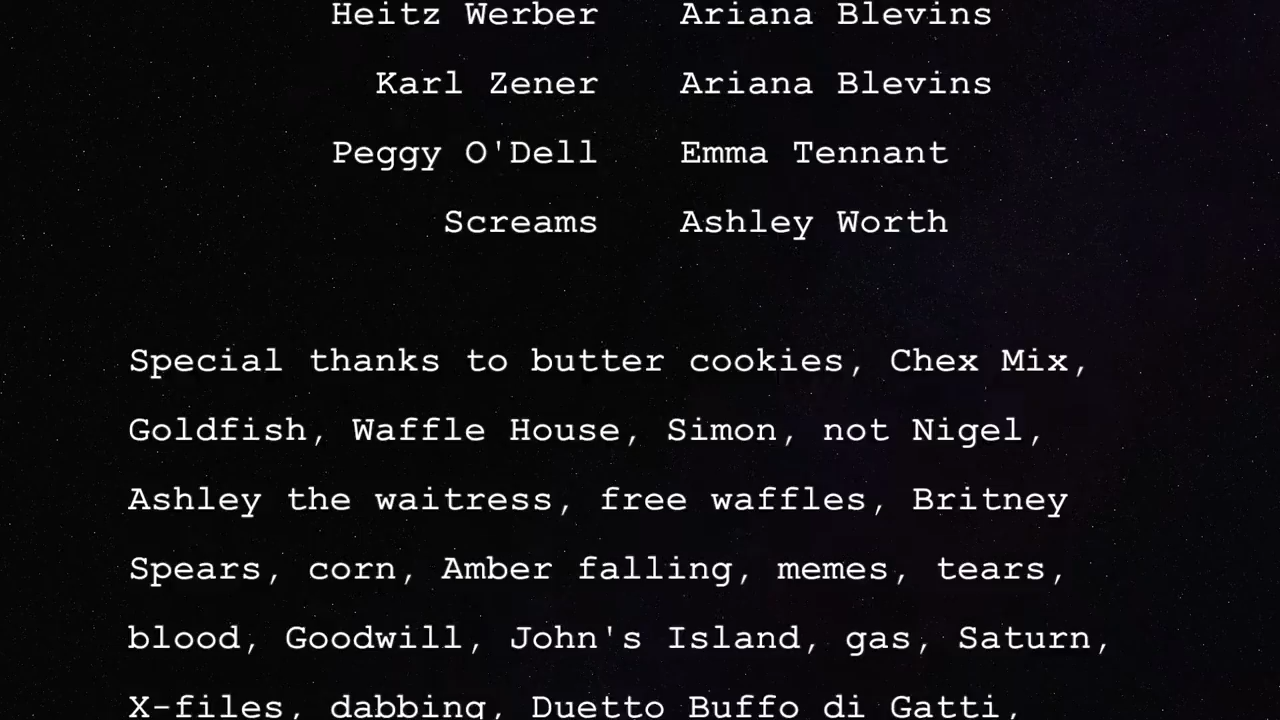 Heitz Werber Ariana Blevins
Karl Zener Ariana Blevins
Peggy O'Dell Emma Tennant
Screams Ashley Worth
Special thanks to butter cookies, Chex Mix,
Goldfish, Waffle House, Simon, not Nigel,
Ashley the waitress, free waffles, Britney
Spears, corn, Amber falling, memes, tears,
blood, Goodwill, John's Island, gas, Saturn,
X-files, dabbing, Duetto Buffo di Gatti,